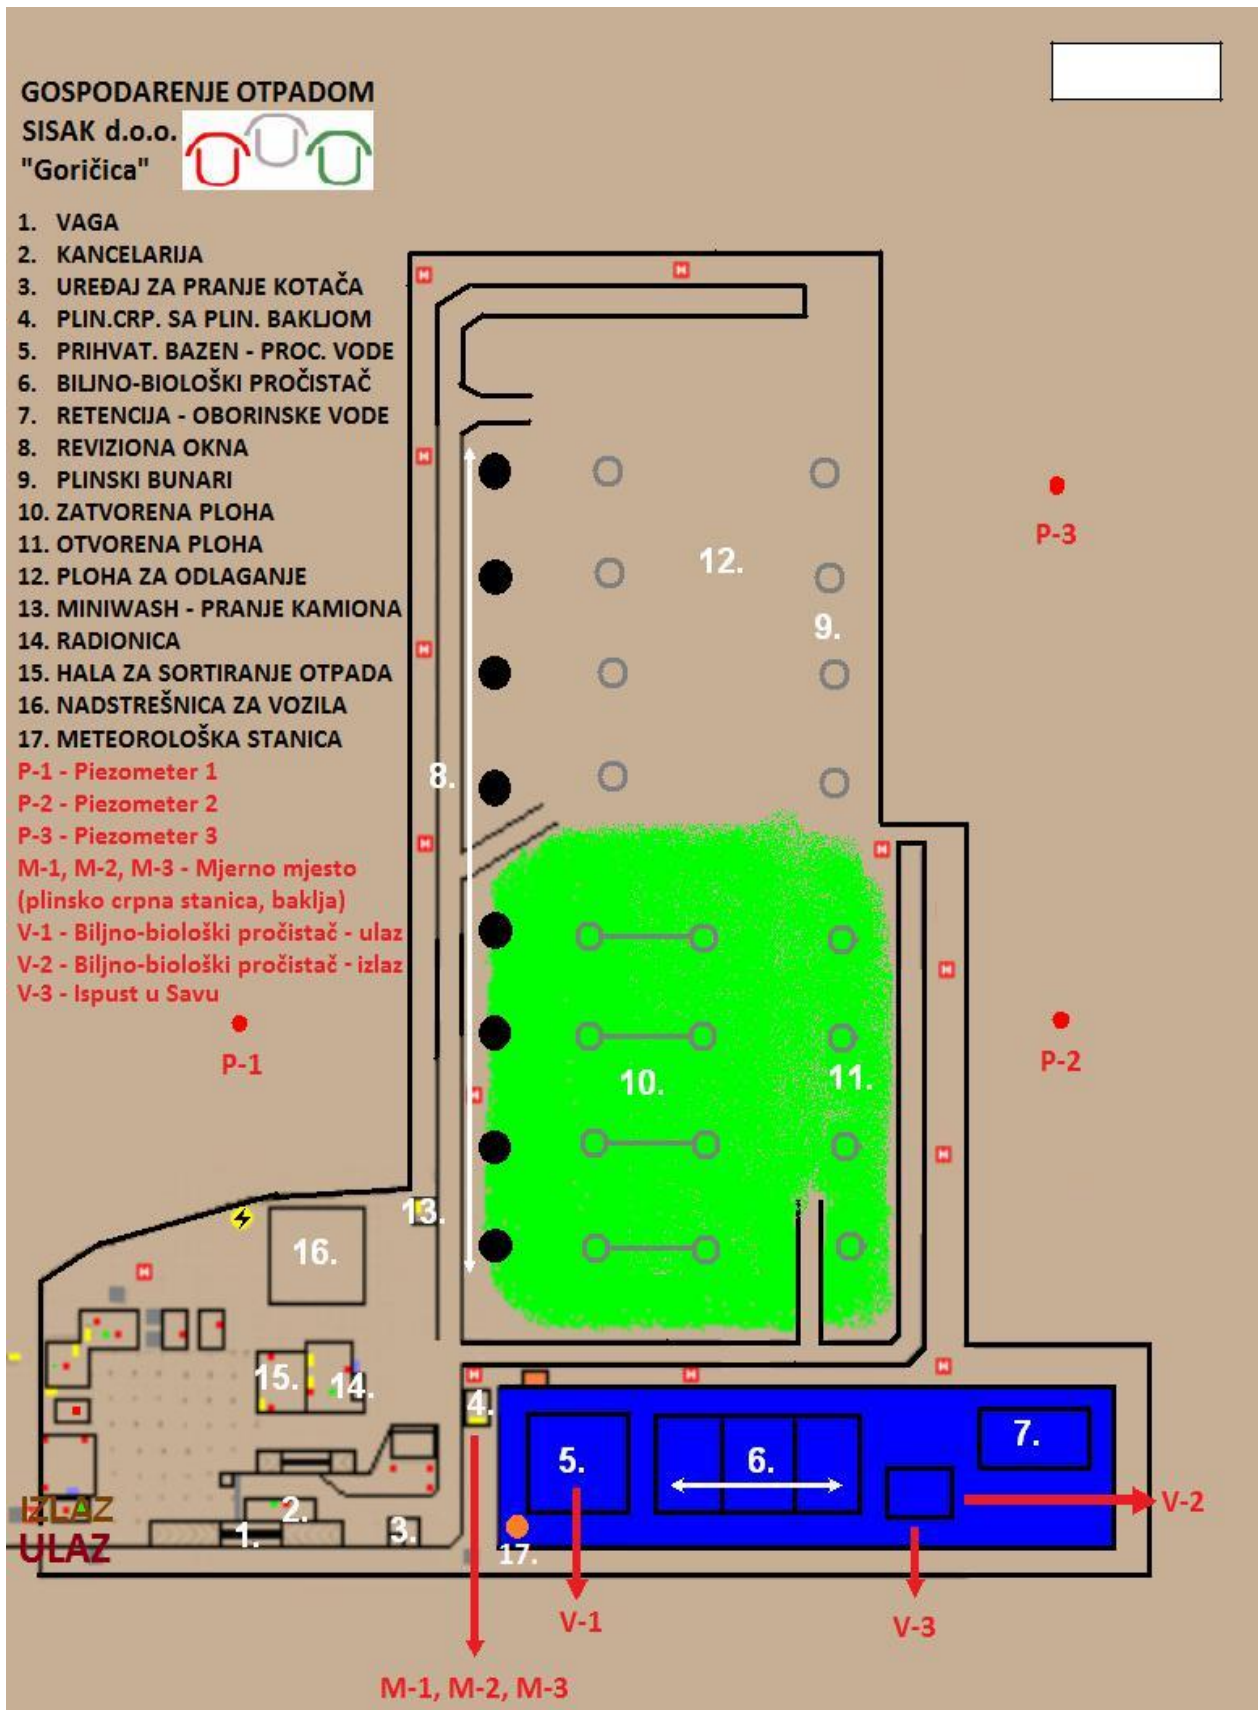 GOSPODARENJE OTPADOM
SISAK d.o.o.
"Goričica"
1. VAGA
2. KANCELARIJA
3. UREĐAJ ZA PRANJE KOTAČA
4. PLIN.CRP. SA PLIN. BAKLJOM
5. PRIHVAT. BAZEN - PROC. VODE
6. BILJNO-BIOLOŠKI PROČISTAČ
7. RETENCIJA - OBORINSKE VODE
8. REVIZIONA OKNA
9. PLINSKI BUNARI
10. ZATVORENA PLOHA
11. OTVORENA PLOHA
12. PLOHA ZA ODLAGANJE
13. MINIWASH - PRANJE KAMIONA
14. RADIONICA
15. HALA ZA SORTIRANJE OTPADA
16. NADSTREŠNICA ZA VOZILA
17. METEOROLOŠKA STANICA
P-1 - Piezometer 1
P-2 - Piezometer 2
P-3 - Piezometer 3
M-1, M-2, M-3 - Mjerno mjesto
(plinsko crpna stanica, baklja)
V-1 - Biljno-biološki pročistač - ulaz
V-2 - Biljno-biološki pročistač - izlaz
V-3 - Ispust u Savu
P-3
12.
9.
8.
P-1
P-2
10.
11.
13.
16.
15.
14.
4.
5.
6.
7.
V-2
IZLAZ
ULAZ
2.
1.
3.
17.
V-1
V-3
M-1, M-2, M-3